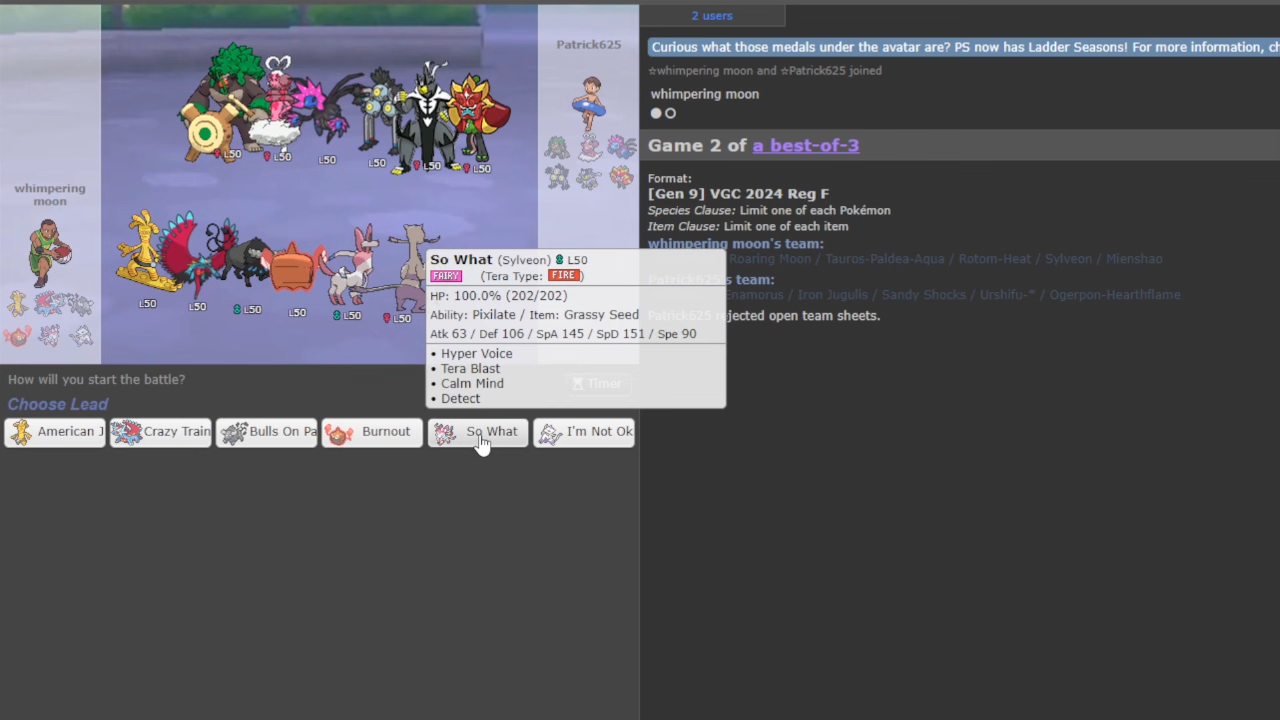 Patrick625
L50
L50
L50
L50
L50
L50
whimpering
moon
L50
L50
L50
L50
L50
L50
So What (Sylveon) L50
FAIRY (Tera Type: FIRE)
HP: 100.0% (202/202)
Ability: Pixilate / Item: Grassy Seed
Atk 63 / Def 106 / SpA 145 / SpD 151 / Spe 90
• Hyper Voice
• Tera Blast
• Calm Mind
• Detect
How will you start the battle?
Timer
Choose Lead
American J
Crazy Train
Bulls On Pa
Burnout
So What
I'm Not Ok
2 users
Curious what those medals under the avatar are? PS now has Ladder Seasons! For more information, ch
☆whimpering moon and ☆Patrick625 joined
whimpering moon
Game 2 of a best-of-3
Format:
[Gen 9] VGC 2024 Reg F
Species Clause: Limit one of each Pokémon
Item Clause: Limit one of each item
whimpering moon's team:
Roaring Moon / Tauros-Paldea-Aqua / Rotom-Heat / Sylveon / Mienshao
Patrick625's team:
Enamorus / Iron Jugulis / Sandy Shocks / Urshifu-* / Ogerpon-Hearthflame
Patrick625 rejected open team sheets.